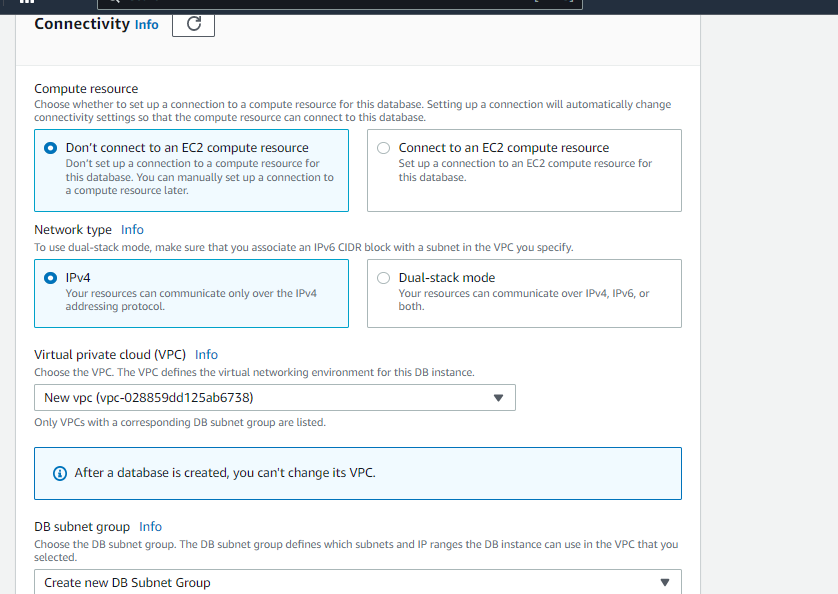 Connectivity Info
Compute resource
Choose whether to set up a connection to a compute resource for this database. Setting up a connection will automatically change
connectivity settings so that the compute resource can connect to this database.
Don't connect to an EC2 compute resource
Don't set up a connection to a compute resource for
this database. You can manually set up a connection to
a compute resource later.
Connect to an EC2 compute resource
Set up a connection to an EC2 compute resource for
this database.
Network type Info
To use dual-stack mode, make sure that you associate an IPv6 CIDR block with a subnet in the VPC you specify.
IPv4
Your resources can communicate only over the IPv4
addressing protocol.
Dual-stack mode
Your resources can communicate over IPv4, IPv6, or
both.
Virtual private cloud (VPC) Info
Choose the VPC. The VPC defines the virtual networking environment for this DB instance.
New vpc (vpc-028859dd125ab6738)
Only VPCs with a corresponding DB subnet group are listed.
After a database is created, you can't change its VPC.
DB subnet group Info
Choose the DB subnet group. The DB subnet group defines which subnets and IP ranges the DB instance can use in the VPC that you
selected.
Create new DB Subnet Group